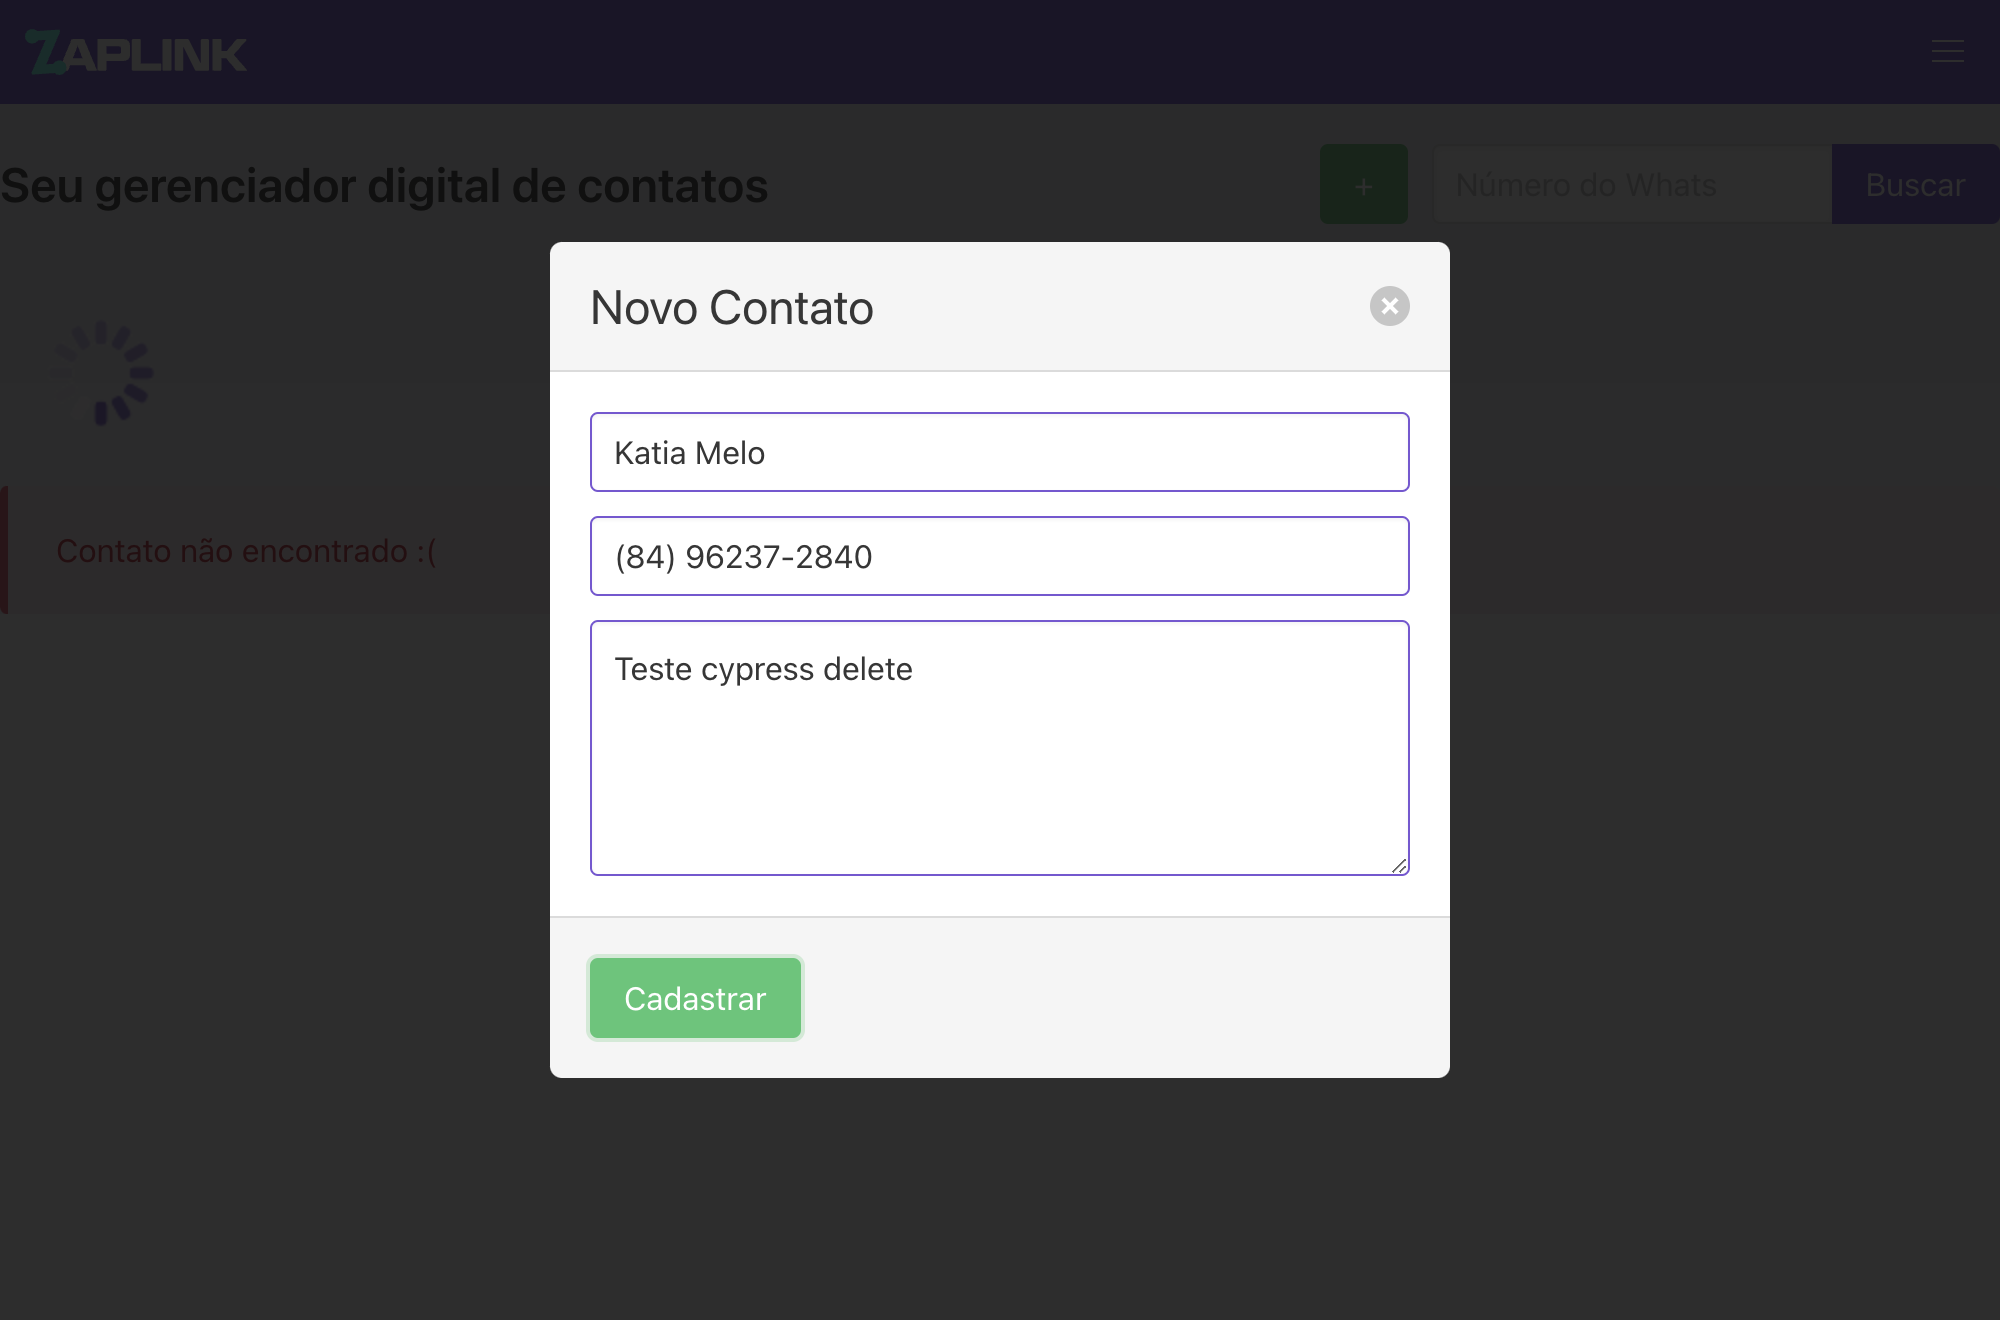 ZAPLINK
Seu gerenciador digital de contatos
+
Número do Whats
Buscar
Novo Contato
Katia Melo
(84) 96237-2840
Contato não encontrado :(
Teste cypress delete
Cadastrar